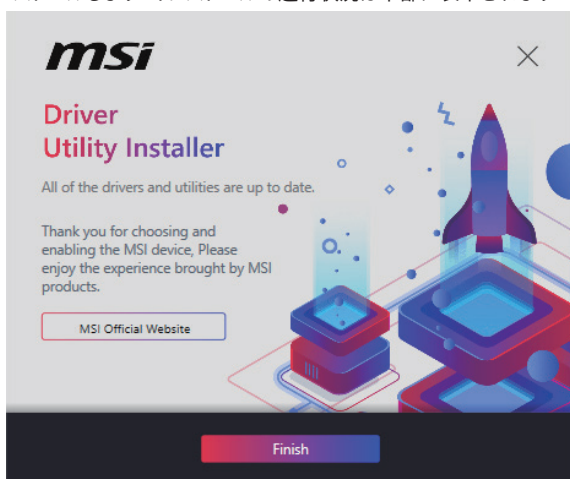 msi
Driver
Utility Installer
All of the drivers and utilities are up to date.
Thank you for choosing and
enabling the MSI device, Please
enjoy the experience brought by MSI
products.
MSI Official Website
Finish